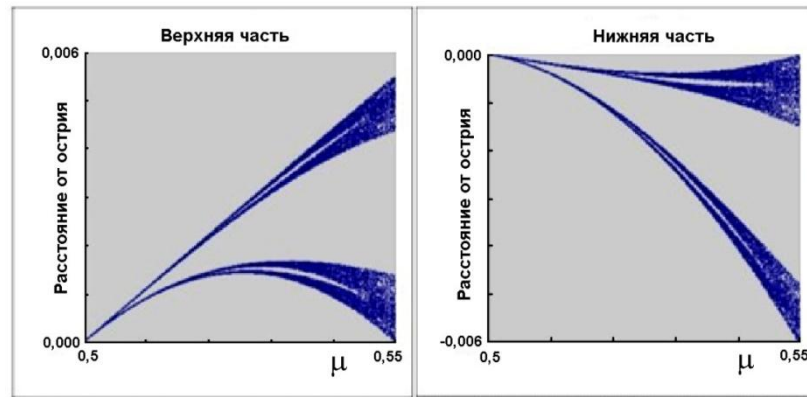 Верхняя часть
0,006
Расстояние от острия
0,000
0,5
μ
0,55
Нижняя часть
0,000
Расстояние от острия
-0,006
0,5
μ
0,55